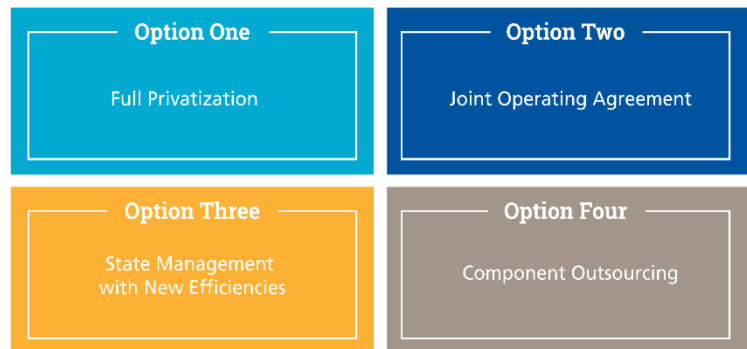 Option One
Full Privatization
Option Two
Joint Operating Agreement
Option Three
State Management
with New Efficiencies
Option Four
Component Outsourcing